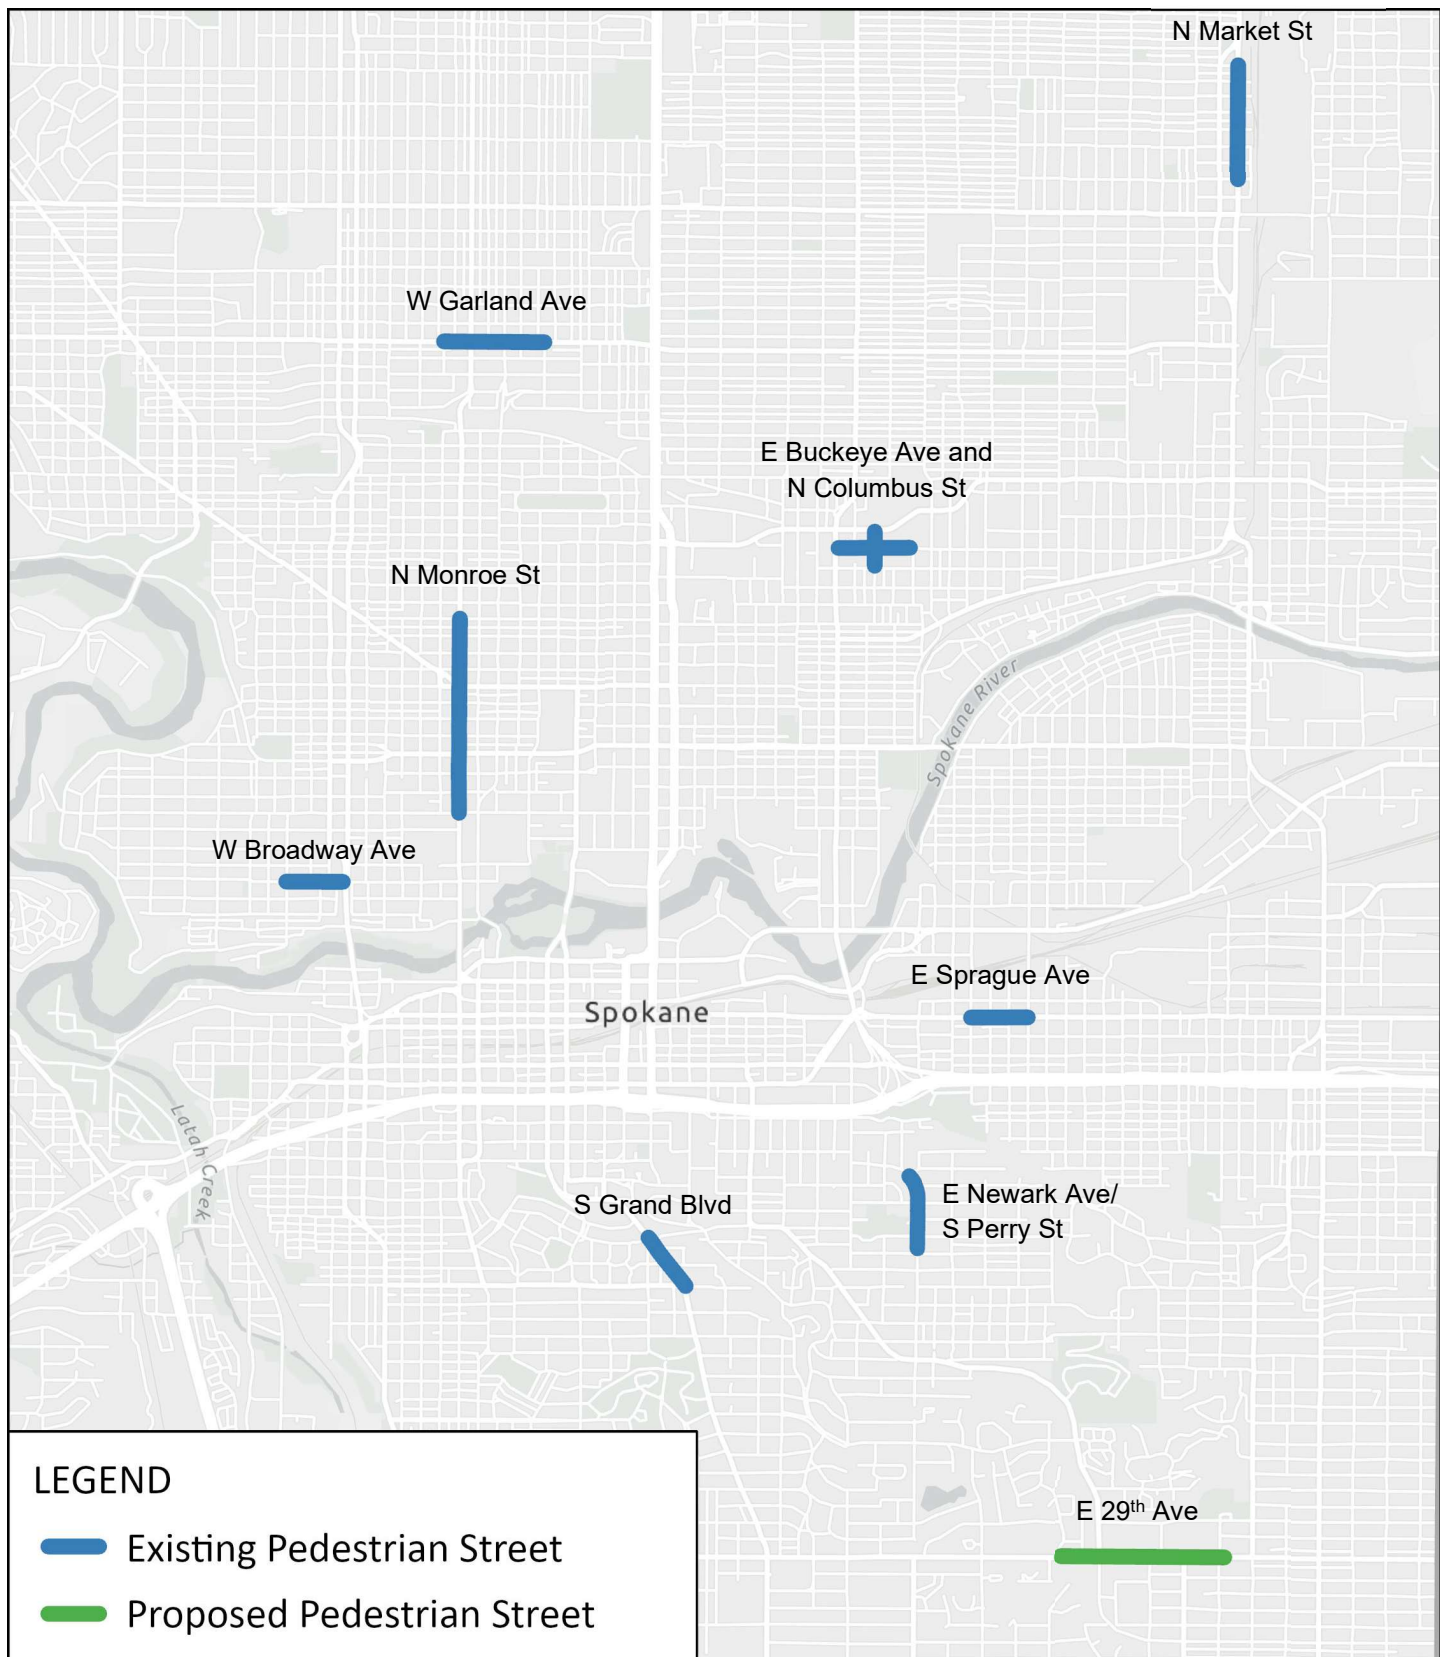 N Market St
W Garland Ave
E Buckeye Ave and
N Columbus St
N Monroe St
Spokane River
W Broadway Ave
E Sprague Ave
Spokane
Latah Creek
E Newark Ave/
S Perry St
S Grand Blvd
E 29th Ave
LEGEND
Existing Pedestrian Street
Proposed Pedestrian Street